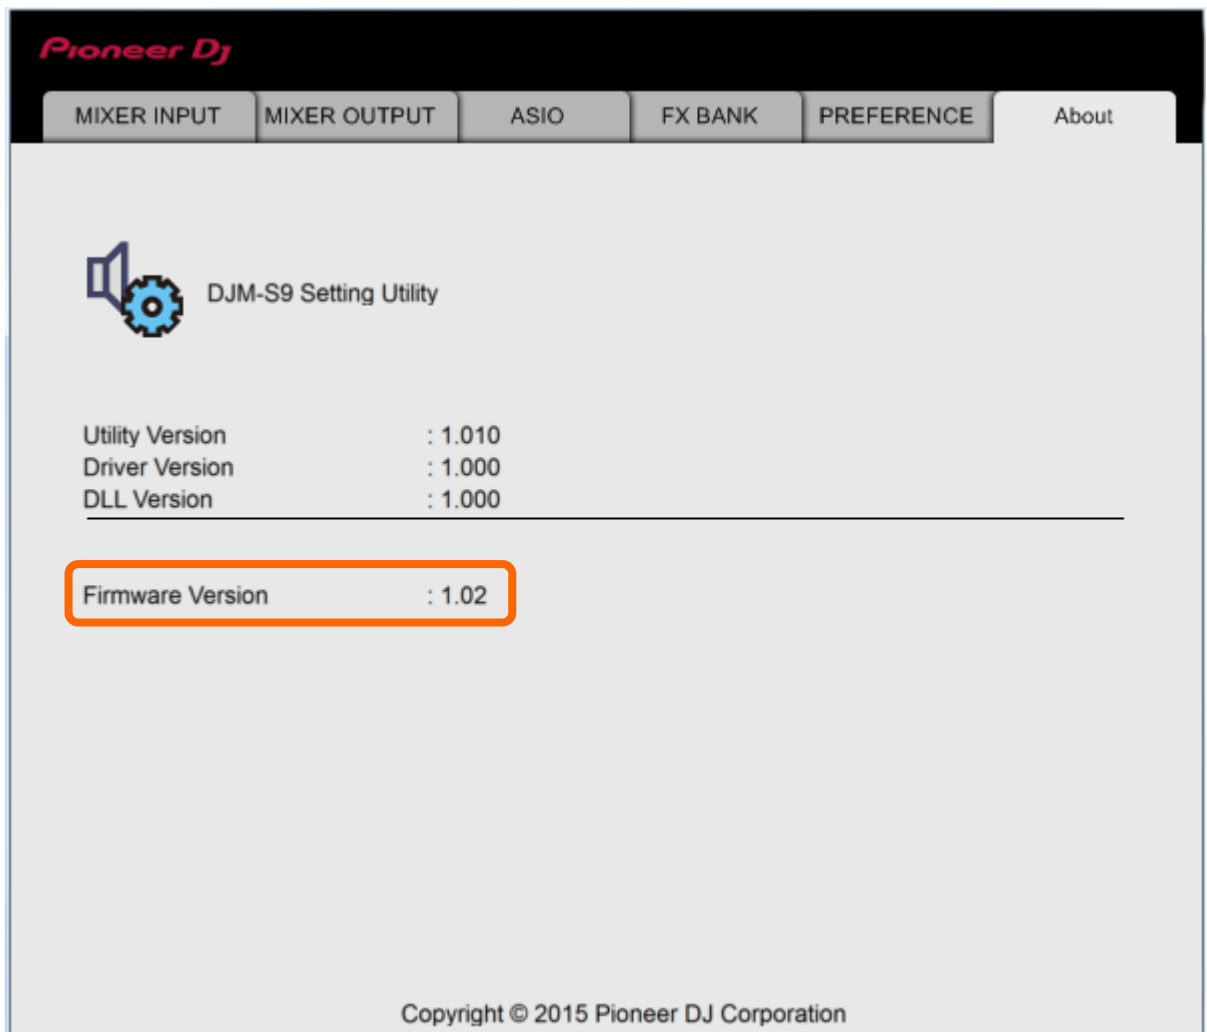 Pioneer Dj
MIXER INPUT MIXER OUTPUT ASIO FX BANK PREFERENCE About
DJM-S9 Setting Utility
Utility Version : 1.010
Driver Version : 1.000
DLL Version : 1.000
Firmware Version : 1.02
Copyright © 2015 Pioneer DJ Corporation